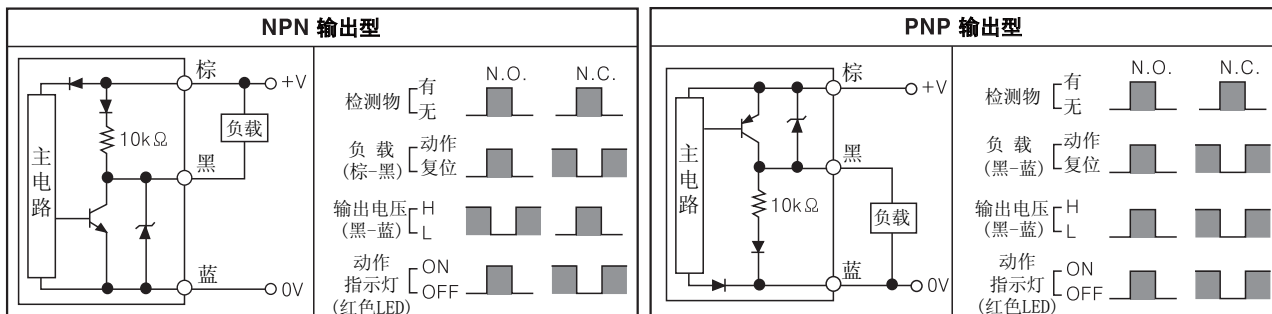 NPN 输出型
主电路
10kΩ
棕
+V
负载
黑
蓝
0V
N.O. N.C.
检测物 有
无
负 载 动作
(棕-黑) 复位
输出电压 H
(黑-蓝) L
动作
指示灯 ON
OFF
(红色LED)
PNP 输出型
主电路
10kΩ
棕
+V
黑
负载
蓝
0V
N.O. N.C.
检测物 有
无
负 载 动作
(黑-蓝) 复位
输出电压 H
(黑-蓝) L
动作
指示灯 ON
OFF
(红色LED)